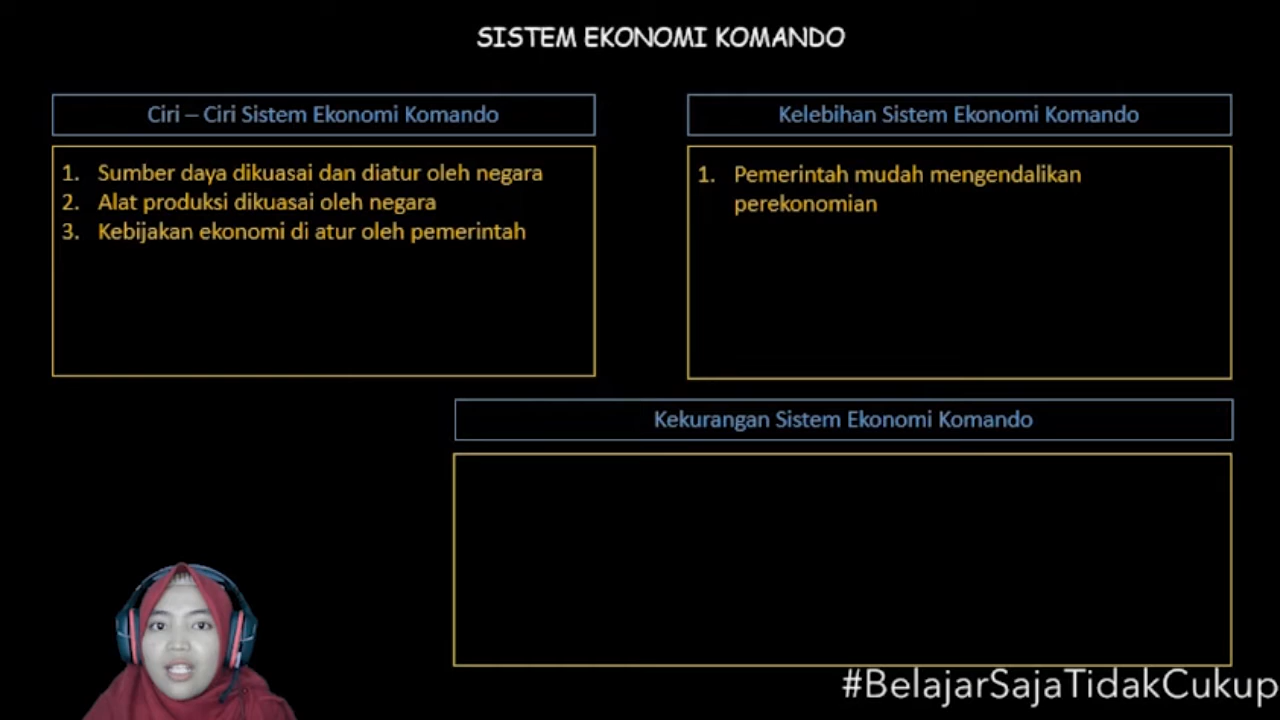 SISTEM EKONOMI KOMANDO
Ciri – Ciri Sistem Ekonomi Komando
1. Sumber daya dikuasai dan diatur oleh negara
2. Alat produksi dikuasai oleh negara
3. Kebijakan ekonomi di atur oleh pemerintah
Kelebihan Sistem Ekonomi Komando
1. Pemerintah mudah mengendalikan
perekonomian
Kekurangan Sistem Ekonomi Komando
#BelajarSajaTidakCukup